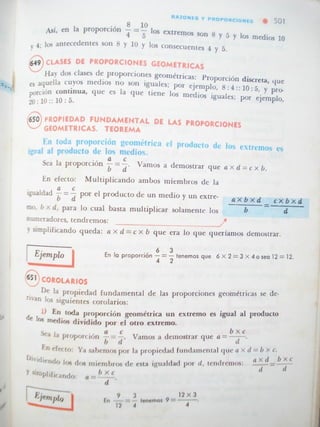 RAZONES Y PROPORCIONES ● 501
Así, en la proporción 8/4 = 10/5 los extremos son 8 y 5 y los medios 10
y 4; los antecedentes son 8 y 10 y los consecuentes 4 y 5.
649 CLASES DE PROPORCIONES GEOMETRICAS
Hay dos clases de proporciones geométricas: Proporción discreta, que
es aquella cuyos medios no son iguales; por ejemplo, 8 : 4 :: 10 : 5, y pro-
porción continua, que es la que tiene los medios iguales; por ejemplo,
20 : 10 :: 10 : 5.
650 PROPIEDAD FUNDAMENTAL DE LAS PROPORCIONES
GEOMETRICAS. TEOREMA
En toda proporción geométrica el producto de los extremos es
igual al producto de los medios.
Sea la proporción a/b = c/d. Vamos a demostrar que a x d = c x b.
En efecto: Multiplicando ambos miembros de la
igualdad a/b = c/d por el producto de un medio y un extre-
mo, b x d, para lo cual basta multiplicar solamente los
a x b x d / b = c x b x d / d
numeradores, tendremos:
y simplificando queda: a x d = c x b que era lo que queríamos demostrar.
Ejemplo
En la proporción 6/4 = 3/2 tenemos que 6 X 2 = 3 X 4 o sea 12 = 12.
651 COROLARIOS
De la propiedad fundamental de las proporciones geométricas se de-
rivan los siguientes corolarios:
1) En toda proporción geométrica un extremo es igual al producto
de los medios dividido por el otro extremo.
Sea la proporción a/b = c/d. Vamos a demostrar que a = b x c / d.
En efecto: Ya sabemos por la propiedad fundamental que a x d = b x c.
Dividiendo los dos miembros de esta igualdad por d, tendremos: a x d / d = b x c / d
y simplificando: a = b x c / d
Ejemplo
En 9/12 = 3/4 tenemos 9 = 12 X 3 / 4.